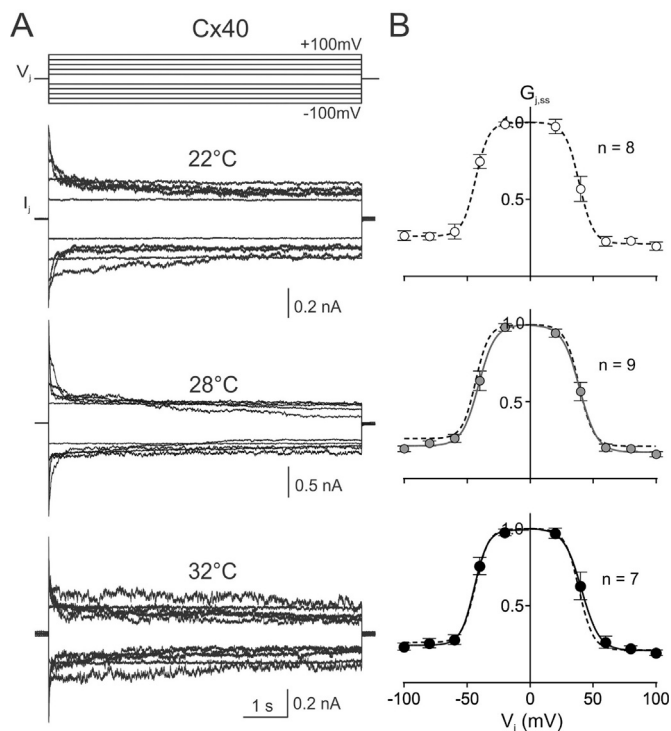 A
Cx40
B
+100mV
Vj
-100mV
22°C
Ij
0.2 nA
28°C
0.5 nA
32°C
1 s
0.2 nA
Gj,ss
1.0
n = 8
0.5
1.0
n = 9
0.5
1.0
n = 7
0.5
-100 -50 0 50 100
Vj (mV)